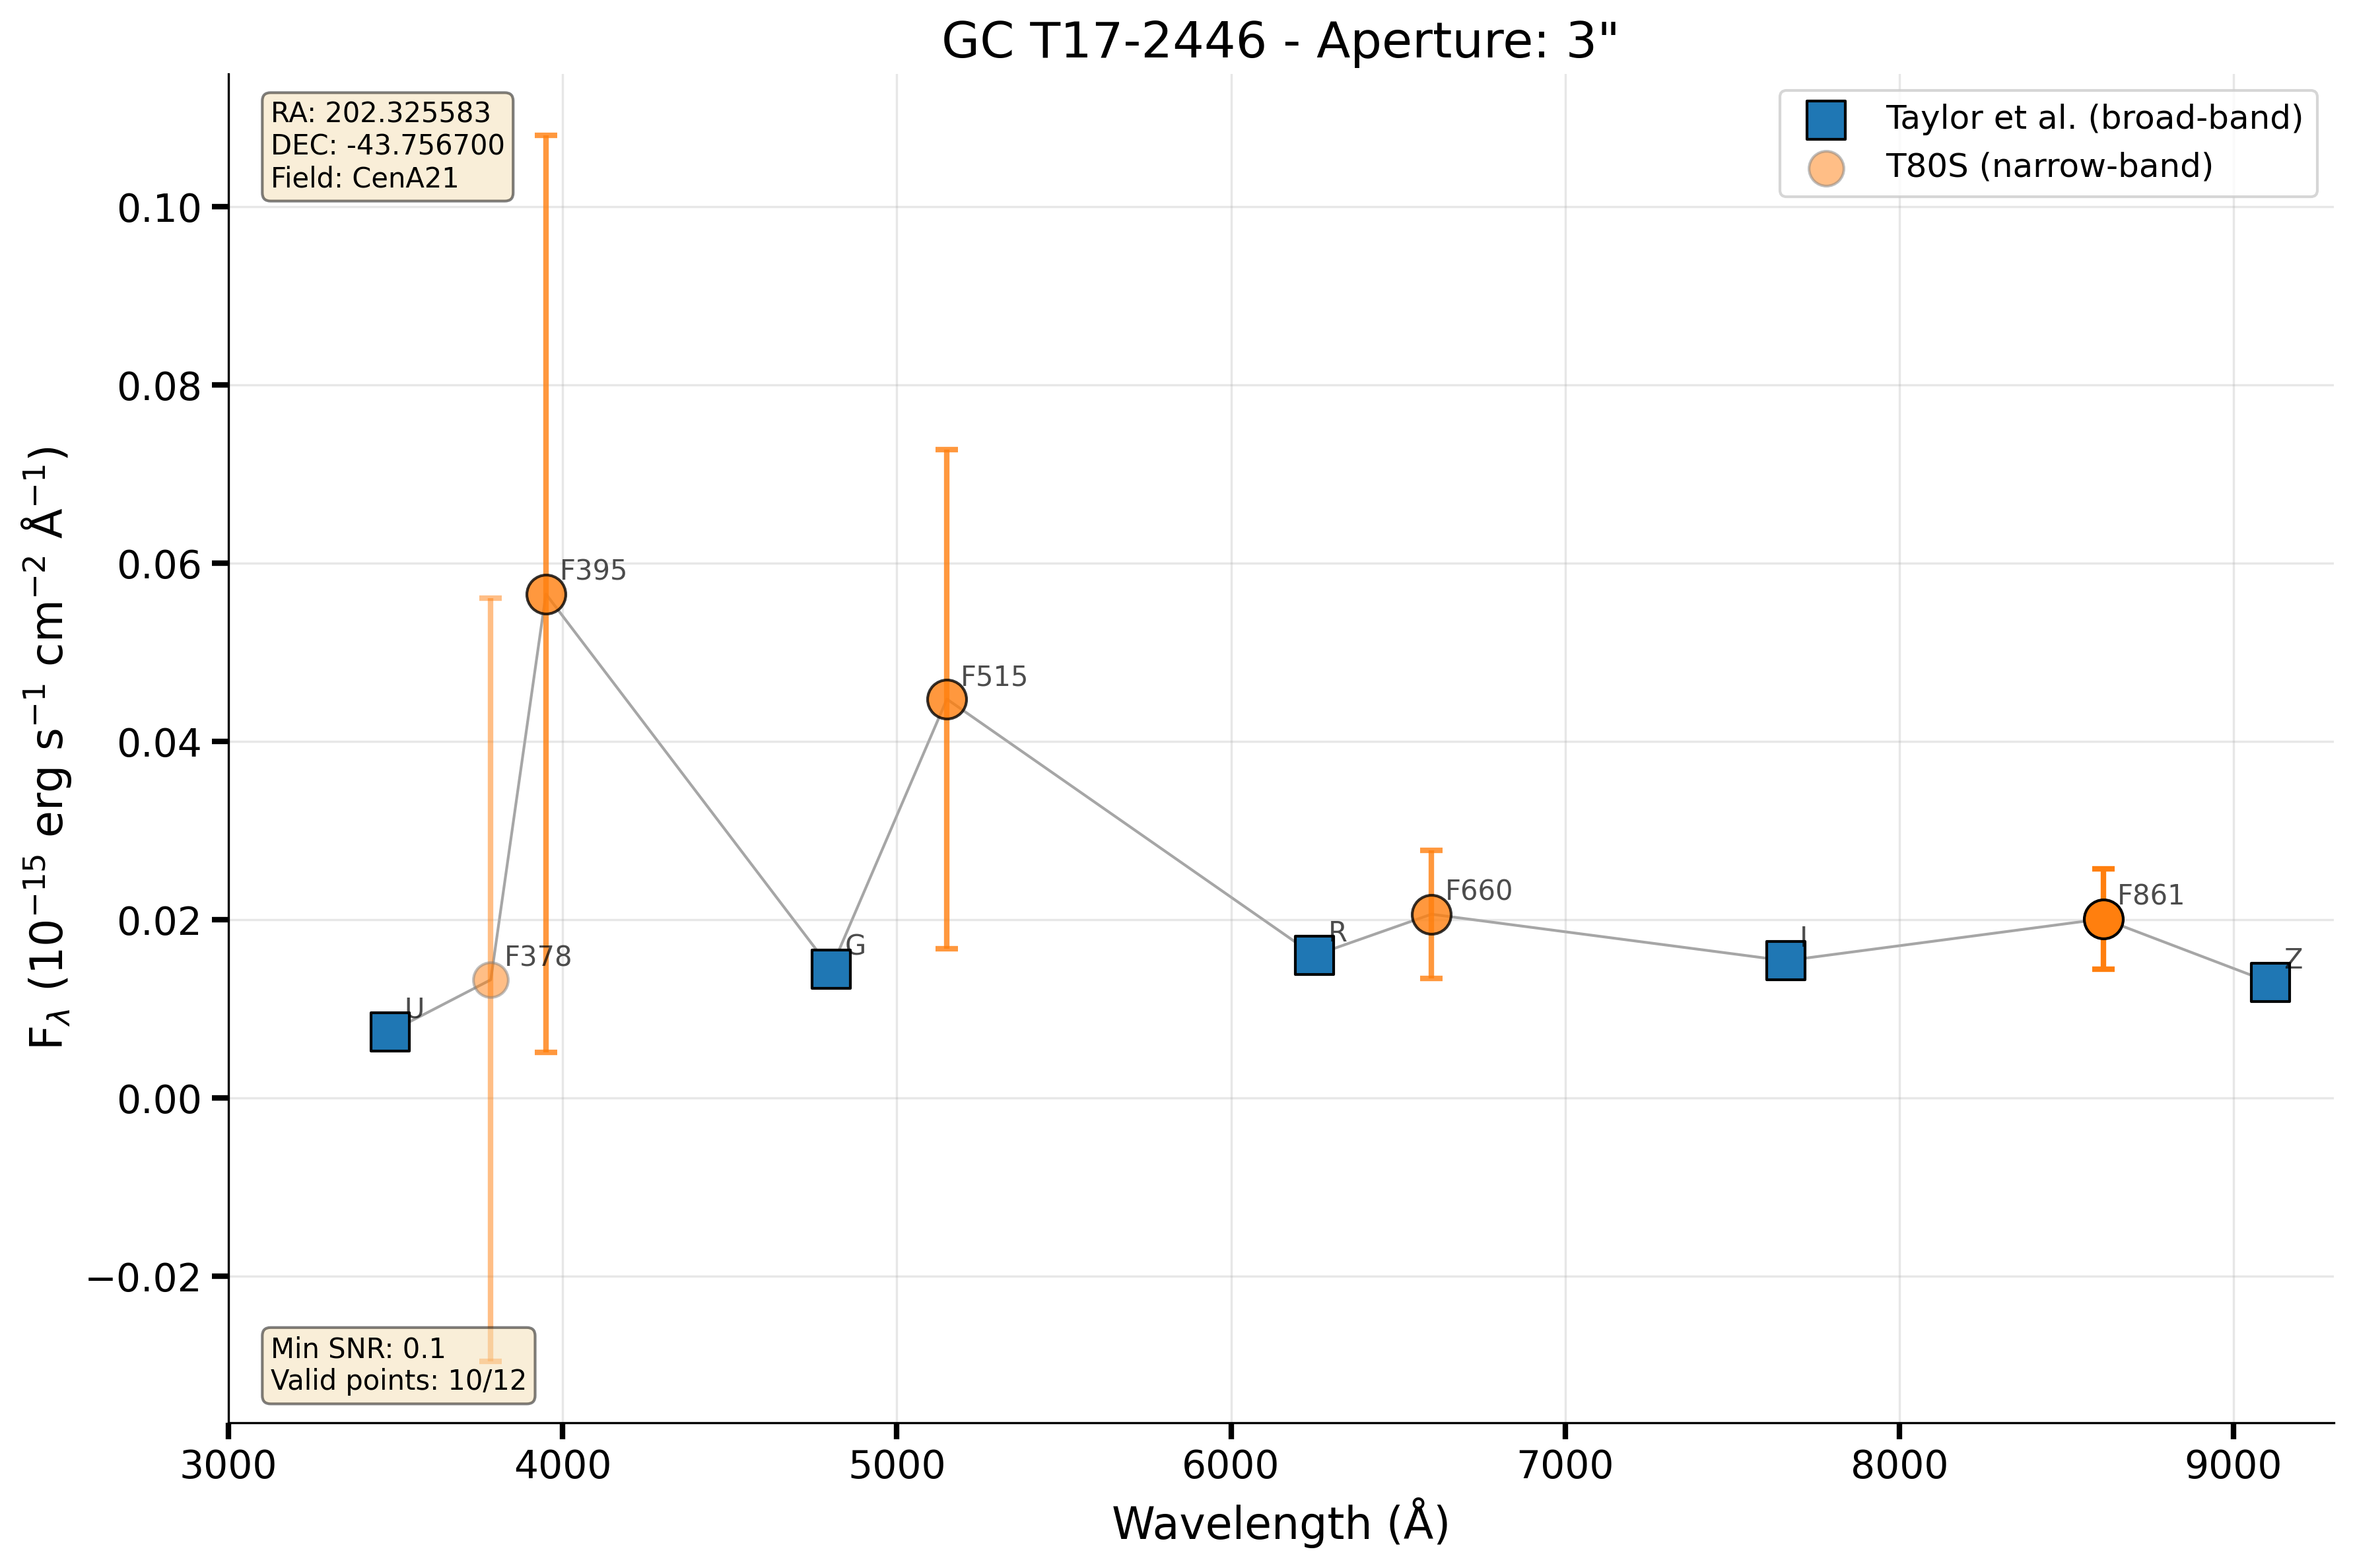 GC T17-2446 - Aperture: 3"
RA: 202.325583
DEC: -43.756700
Field: CenA21
Taylor et al. (broad-band)
T80S (narrow-band)
F$_{\lambda}$ (10$^{-15}$ erg s$^{-1}$ cm$^{-2}$ Å$^{-1}$)
0.10
0.08
0.06
0.04
0.02
0.00
−0.02
U
F378
F395
G
F515
R
F660
I
F861
Z
Min SNR: 0.1
Valid points: 10/12
3000 4000 5000 6000 7000 8000 9000
Wavelength (Å)